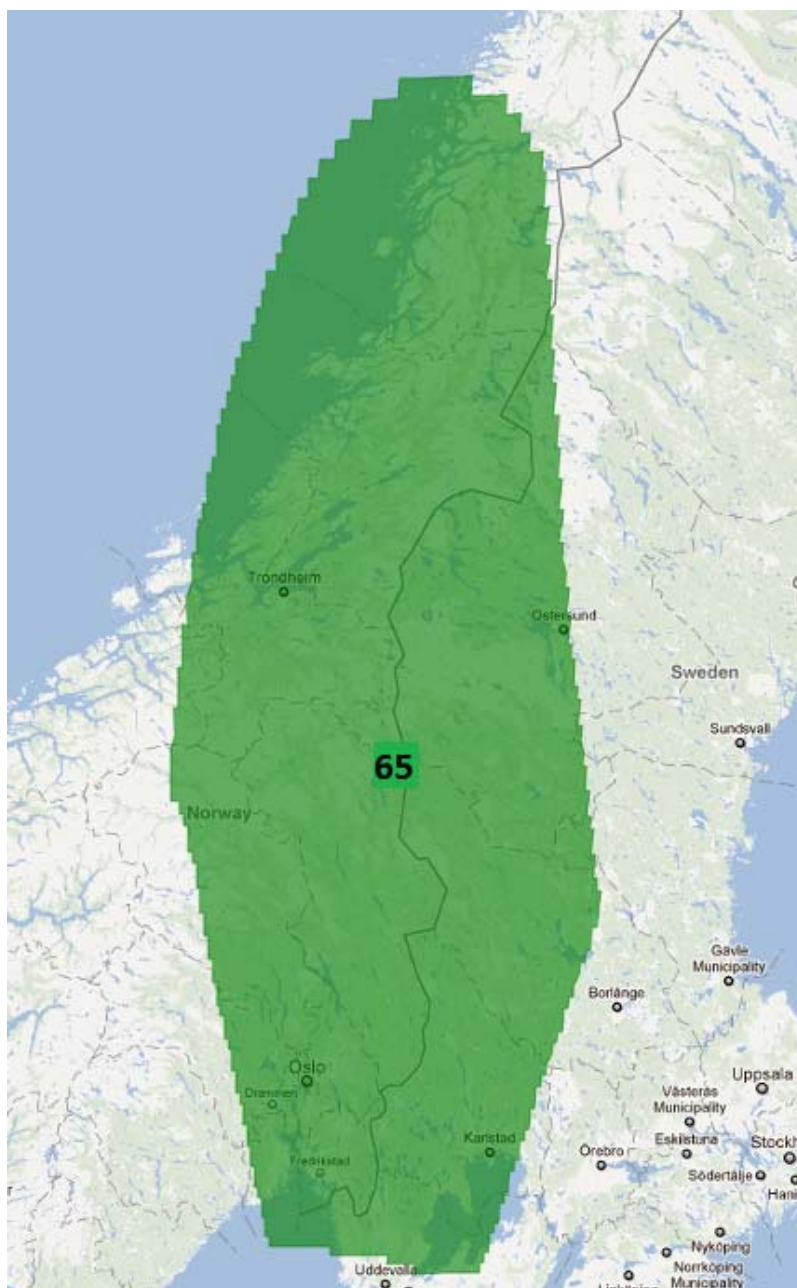 Trondheim
Ostersund
Sweden
Sundsvall
65
Norway
Gävle
Municipality
Borlänge
Oslo
Drammen
Uppsala
Västerås
Municipality
Karlstad
Örebro
Eskilstuna
Stockh
Fredrikstad
Södertälje
Hani
Nyköping
Uddevalla
Norrköping
Municipality